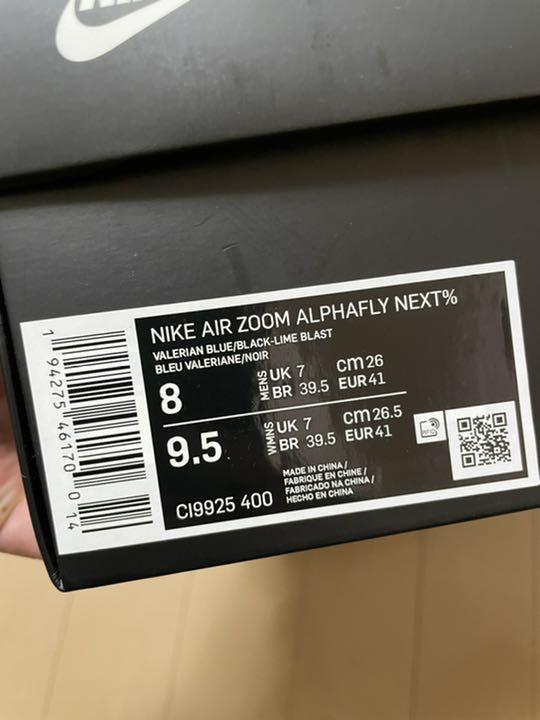 NIKE AIR ZOOM ALPHAFLY NEXT%
VALERIAN BLUE/BLACK-LIME BLAST
BLEU VALERIANE/NOIR
8 MENS UK 7 CM 26
BR 39.5 EUR 41
9.5 WMNS UK 7 CM 26.5
BR 39.5 EUR 41
CI9925 400
MADE IN CHINA /
FABRIQUE EN CHINE /
FABRICADO NA CHINA /
HECHO EN CHINA
RFID
1 94275 46170 0 14